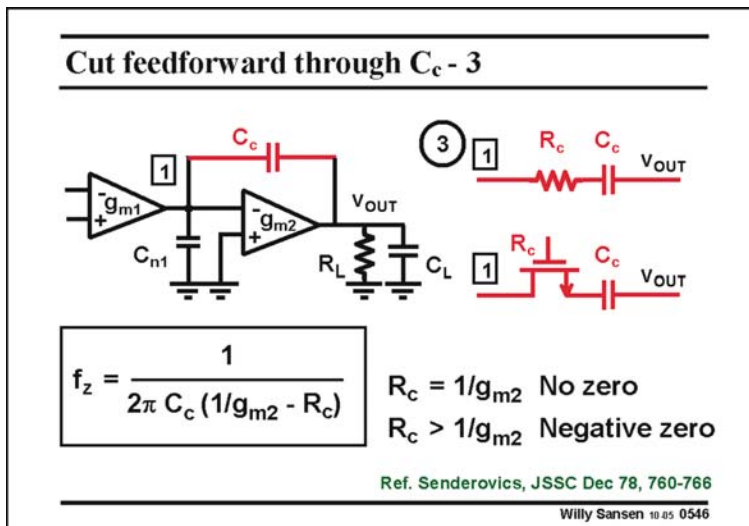 Cut feedforward through Cc - 3
Cc
1
3
Rc
Cc
1
VOUT
-
gm1
+
-
gm2
+
VOUT
Cn1
RL
CL
Rc
Cc
1
VOUT
fz = 1 / 2π Cc (1/gm2 - Rc)
Rc = 1/gm2 No zero
Rc > 1/gm2 Negative zero
Ref. Senderovics, JSSC Dec 78, 760-766
Willy Sansen 10-05 0546